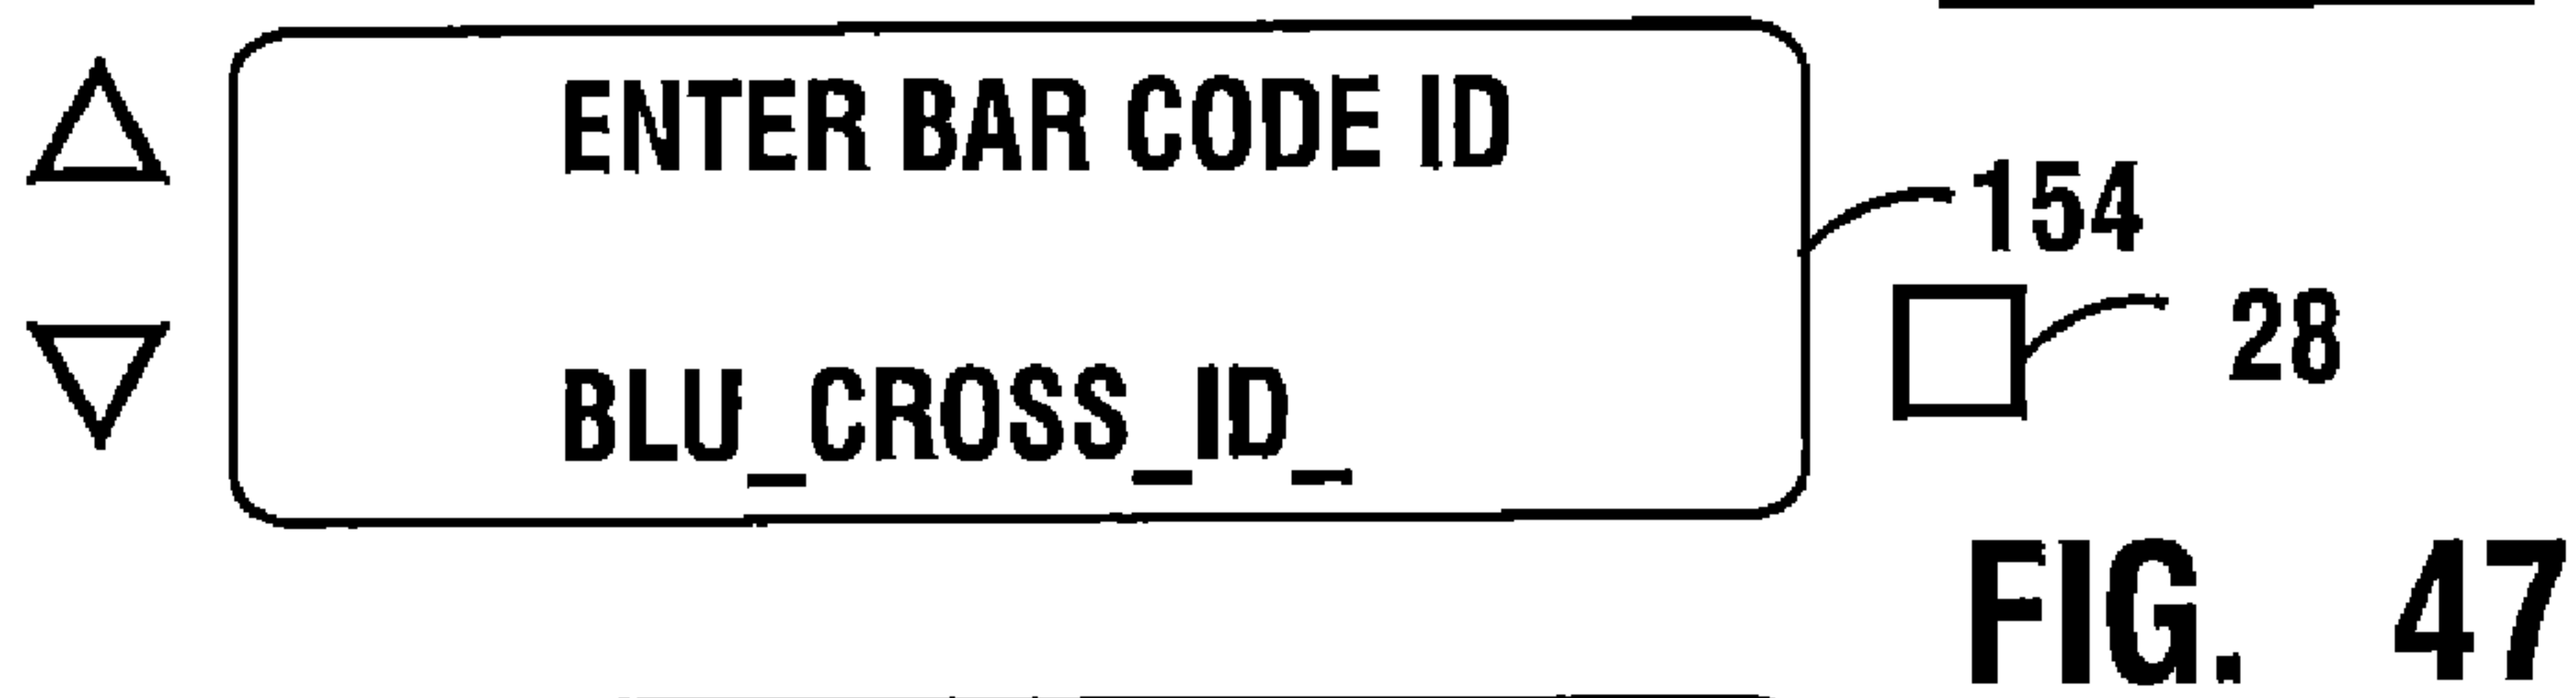 ENTER BAR CODE ID
154
28
BLU_CROSS_ID_
FIG. 47